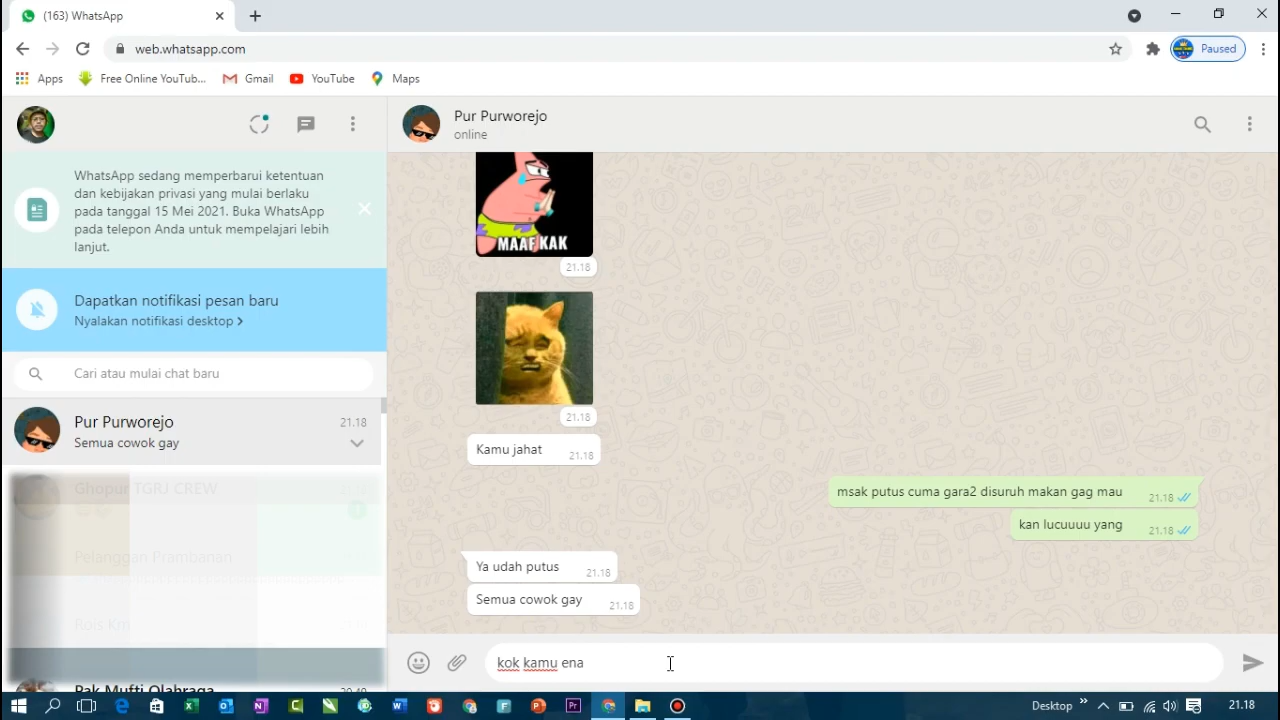 (163) WhatsApp
web.whatsapp.com
Paused
Apps
Free Online YouTub...
Gmail
YouTube
Maps
WhatsApp sedang memperbarui ketentuan
dan kebijakan privasi yang mulai berlaku
pada tanggal 15 Mei 2021. Buka WhatsApp
pada telepon Anda untuk mempelajari lebih
lanjut.
Dapatkan notifikasi pesan baru
Nyalakan notifikasi desktop >
Cari atau mulai chat baru
Pur Purworejo
21.18
Semua cowok gay
Ghopur TGRJ CREW
Pelanggan Prambanan
Pak Mufti Olahraga
Pur Purworejo
online
MAAF KAK
21.18
21.18
Kamu jahat
21.18
msak putus cuma gara2 disuruh makan gag mau
21.18
kan lucuuuu yang
21.18
Ya udah putus
21.18
Semua cowok gay
21.18
kok kamu ena
Desktop
21.18